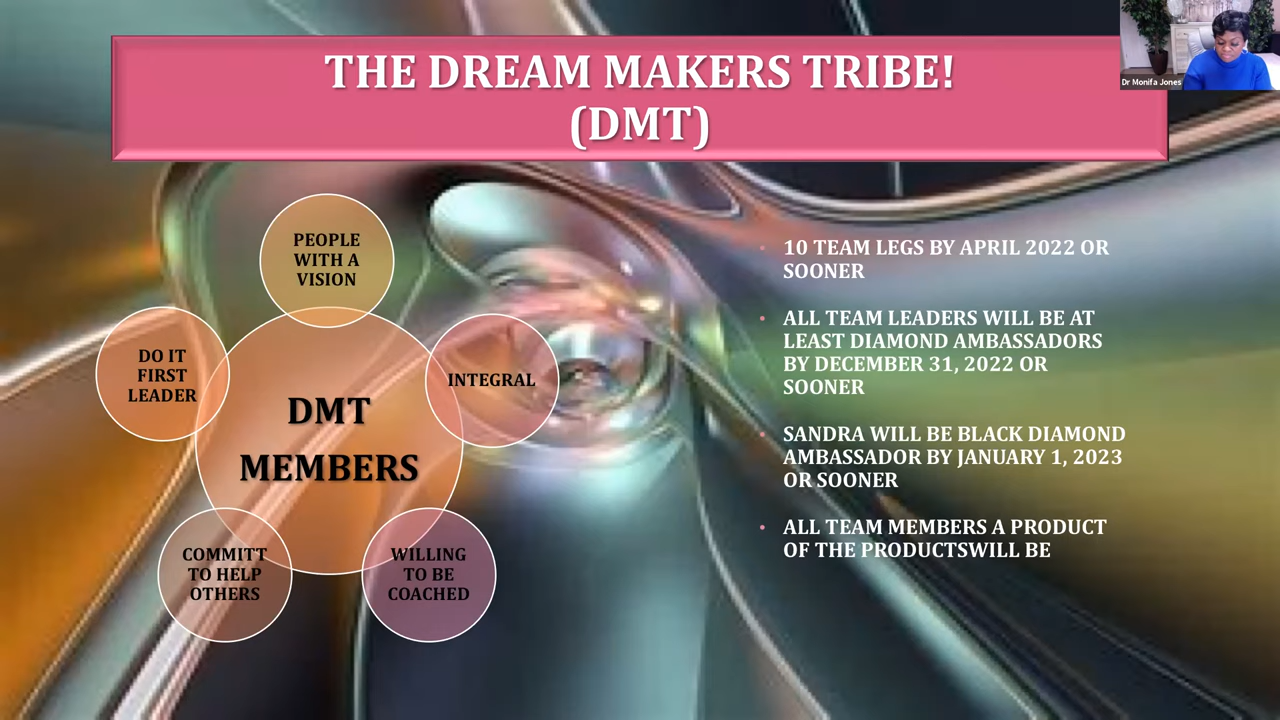 THE DREAM MAKERS TRIBE!
(DMT)
Dr Monifa Jones
PEOPLE
WITH A
VISION
DO IT
FIRST
LEADER
INTEGRAL
DMT
MEMBERS
COMMITT
TO HELP
OTHERS
WILLING
TO BE
COACHED
10 TEAM LEGS BY APRIL 2022 OR
SOONER
ALL TEAM LEADERS WILL BE AT
LEAST DIAMOND AMBASSADORS
BY DECEMBER 31, 2022 OR
SOONER
SANDRA WILL BE BLACK DIAMOND
AMBASSADOR BY JANUARY 1, 2023
OR SOONER
ALL TEAM MEMBERS A PRODUCT
OF THE PRODUCTSWILL BE